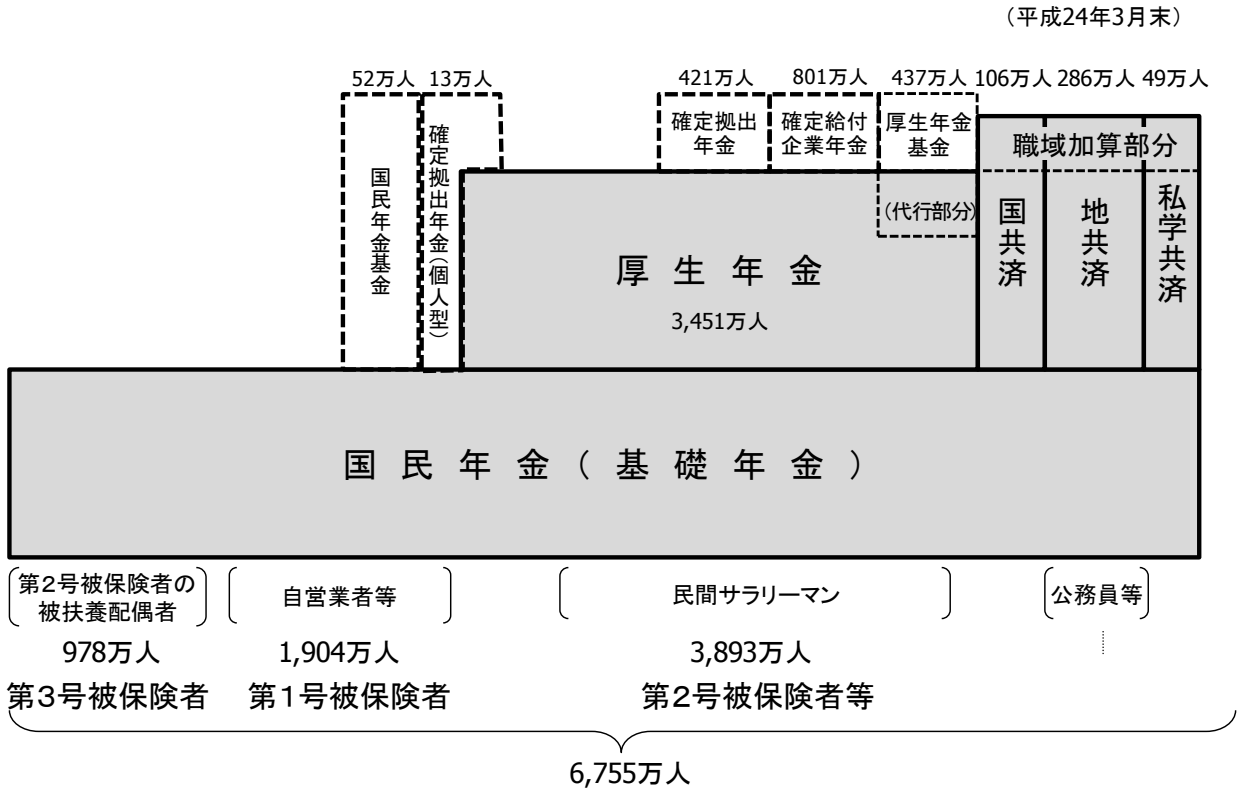 （平成24年3月末）
52万人
13万人
421万人
801万人
437万人
106万人
286万人
49万人
国民年金基金
確定拠出年金（個人型）
確定拠出
年金
確定給付
企業年金
厚生年金
基金
（代行部分）
職域加算部分
国共済
地共済
私学共済
厚生年金
3,451万人
国民年金（基礎年金）
第２号被保険者の
被扶養配偶者
自営業者等
民間サラリーマン
公務員等
978万人
1,904万人
3,893万人
第３号被保険者
第１号被保険者
第２号被保険者等
6,755万人